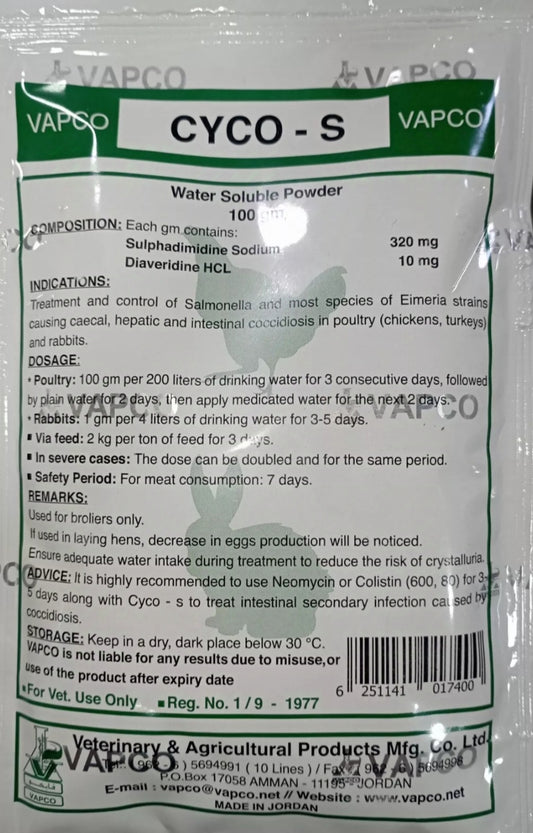 VAPCO VAPCO
VAPCO CYCO - S VAPCO
Water Soluble Powder
100 gm.
COMPOSITION: Each gm contains:
Sulphadimidine Sodium 320 mg
Diaveridine HCL 10 mg
INDICATIONS:
Treatment and control of Salmonella and most species of Eimeria strains
causing caecal, hepatic and intestinal coccidiosis in poultry (chickens, turkeys)
and rabbits.
DOSAGE:
• Poultry: 100 gm per 200 liters of drinking water for 3 consecutive days, followed
by plain water for 2 days, then apply medicated water for the next 2 days.
• Rabbits: 1 gm per 4 liters of drinking water for 3-5 days.
▪ Via feed: 2 kg per ton of feed for 3 days.
▪ In severe cases: The dose can be doubled and for the same period.
▪ Safety Period: For meat consumption: 7 days.
REMARKS:
Used for broliers only.
If used in laying hens, decrease in eggs production will be noticed.
Ensure adequate water intake during treatment to reduce the risk of crystalluria.
ADVICE: It is highly recommended to use Neomycin or Colistin (600, 80) for 3-
5 days along with Cyco - s to treat intestinal secondary infection caused by
coccidiosis.
STORAGE: Keep in a dry, dark place below 30 °C.
VAPCO is not liable for any results due to misuse,or
use of the product after expiry date
▪For Vet. Use Only ▪Reg. No. 1 / 9 - 1977
6 251141 017400
Veterinary & Agricultural Products Mfg. Co. Ltd.
5694991 ( 10 Lines ) / 5694998
P.O.Box 17058 AMMAN - 11195 - JORDAN
E-mail : vapco@vapco.net // Website : www.vapco.net
MADE IN JORDAN
VAPCO